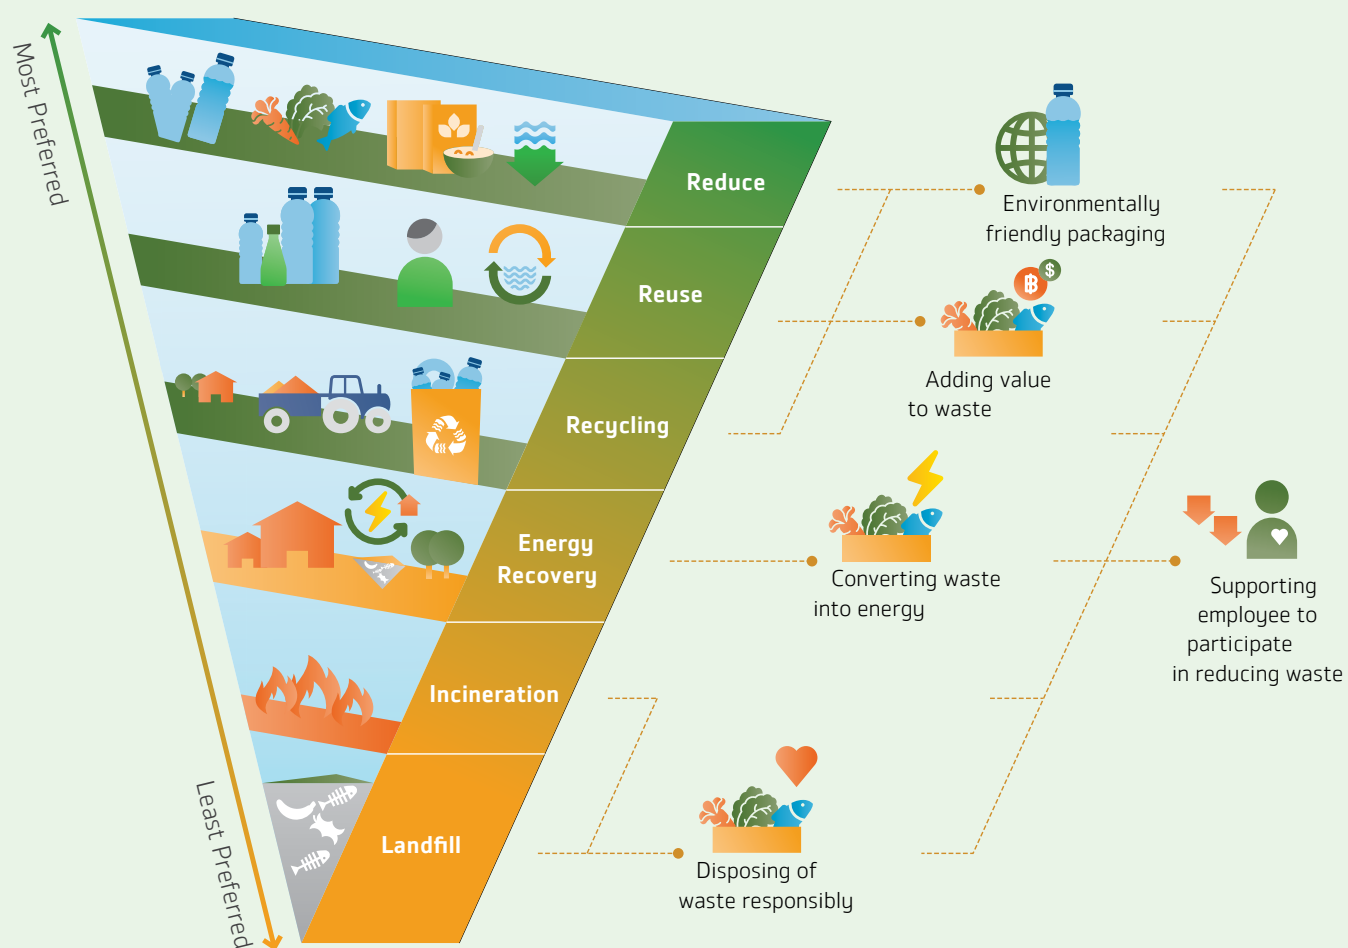 Most Preferred
Reduce
Environmentally
friendly packaging
฿
$
Reuse
Adding value
to waste
Recycling
Energy
Recovery
Converting waste
into energy
Supporting
employee to
participate
in reducing waste
Incineration
Least Preferred
Landfill
Disposing of
waste responsibly